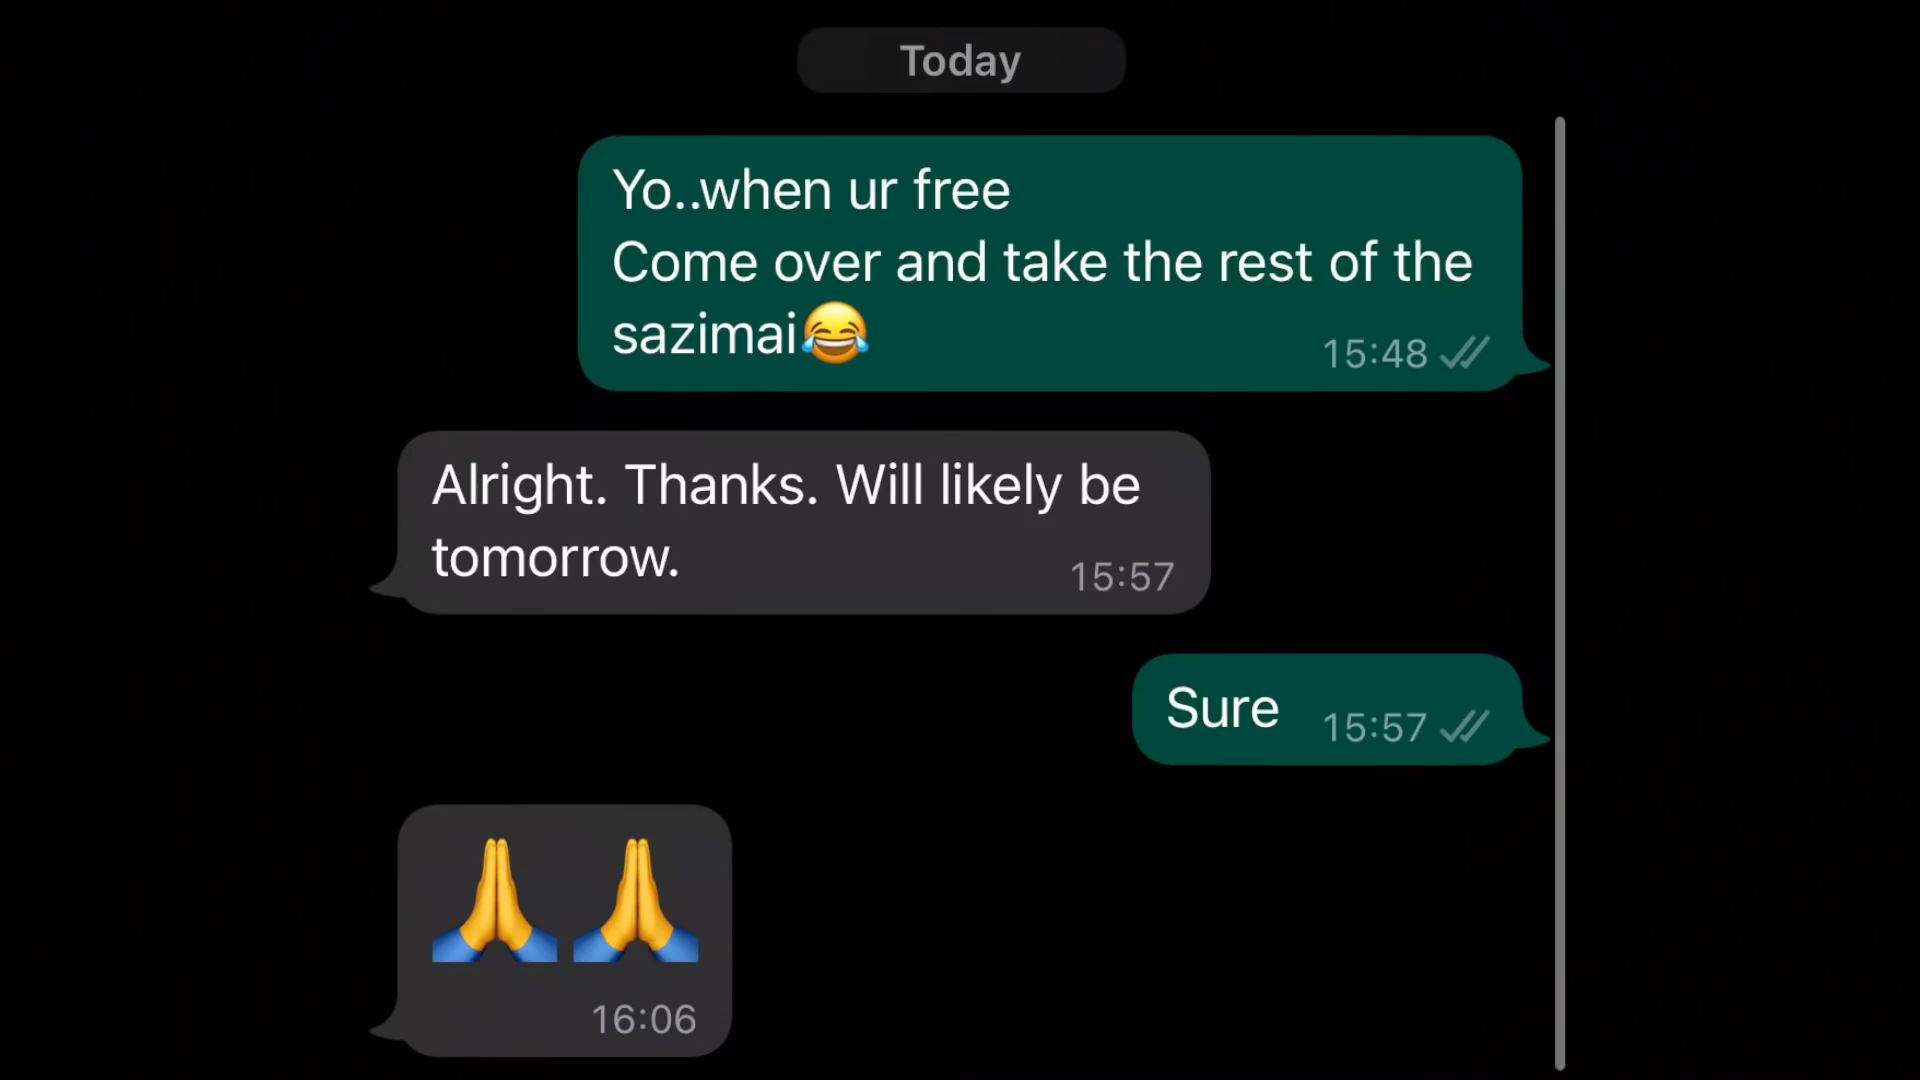 Today
Yo..when ur free
Come over and take the rest of the
sazimai😂
15:48
Alright. Thanks. Will likely be
tomorrow.
15:57
Sure
15:57
🙏🙏
16:06